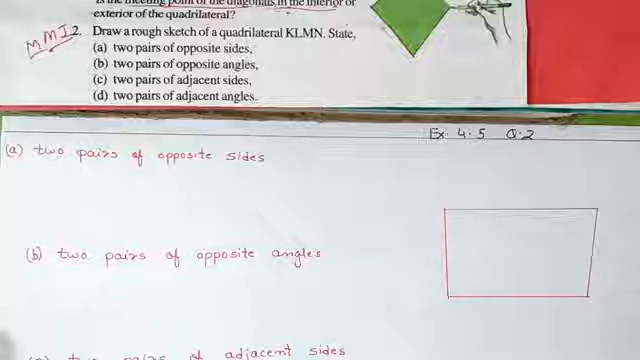 Is the meeting point of the diagonals in the interior or
exterior of the quadrilateral?
MMI 2. Draw a rough sketch of a quadrilateral KLMN. State,
(a) two pairs of opposite sides,
(b) two pairs of opposite angles,
(c) two pairs of adjacent sides,
(d) two pairs of adjacent angles.
Ex. 4.5 Q.2
(a) two pairs of opposite sides
(b) two pairs of opposite angles
(c) two pairs of adjacent sides